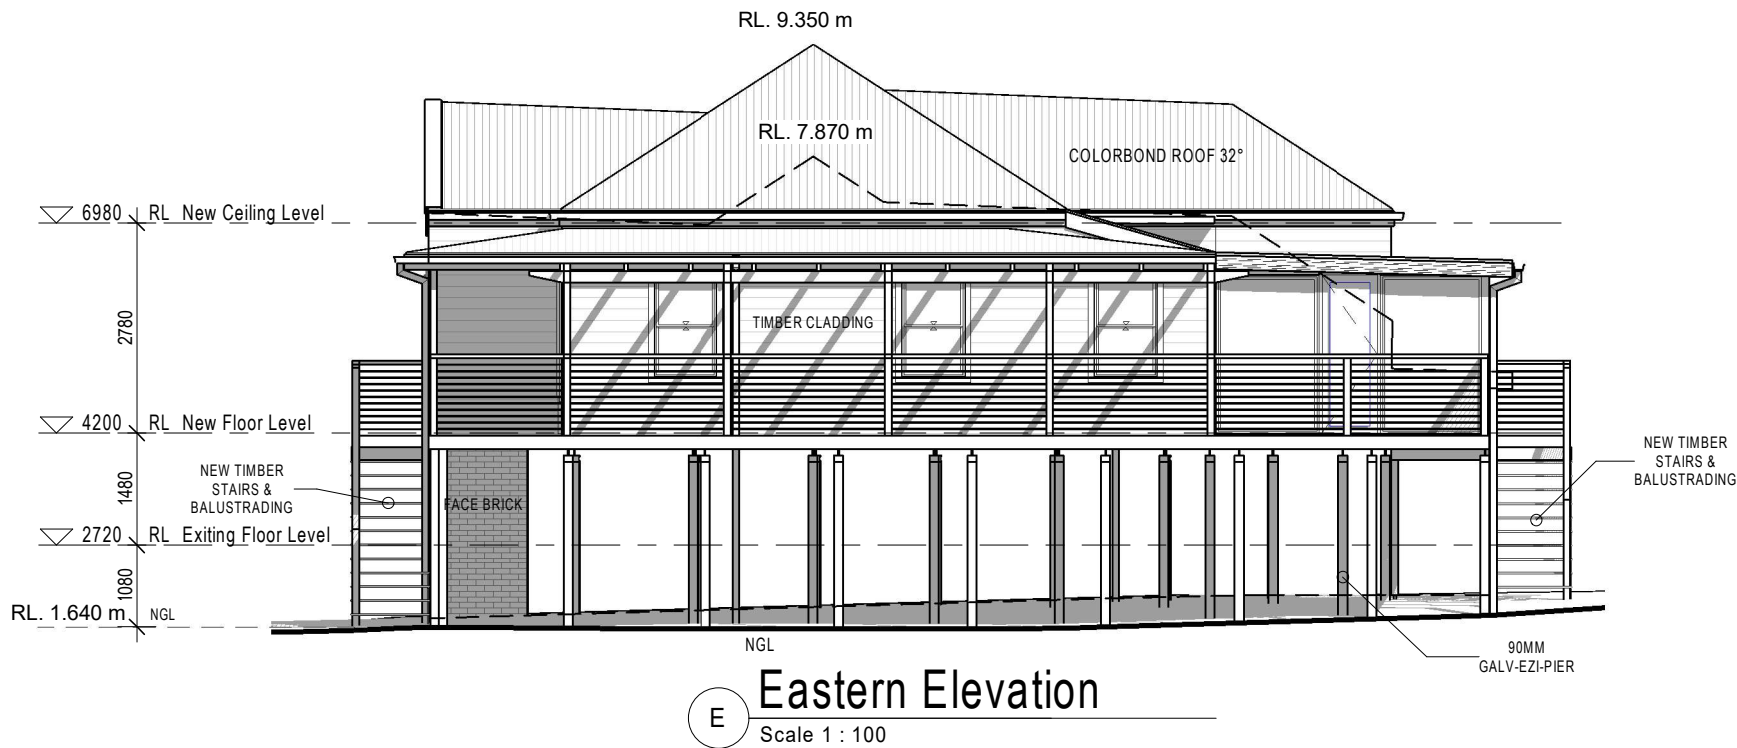 RL. 9.350 m
RL. 7.870 m
COLORBOND ROOF 32°
6980 RL New Ceiling Level
2780
TIMBER CLADDING
4200 RL New Floor Level
NEW TIMBER
STAIRS &
BALUSTRADING
1480
FACE BRICK
NEW TIMBER
STAIRS &
BALUSTRADING
2720 RL Exiting Floor Level
1080
RL. 1.640 m NGL
NGL
90MM
GALV-EZI-PIER
E Eastern Elevation
Scale 1 : 100